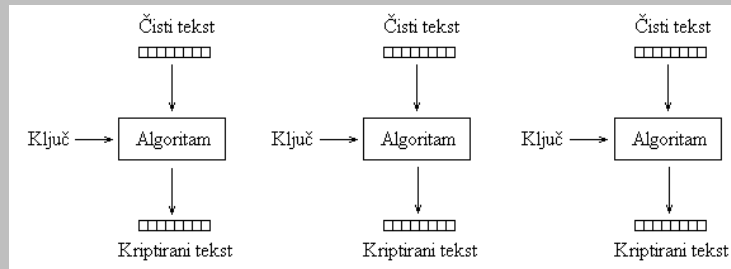 Čisti tekst Čisti tekst Čisti tekst
Ključ Algoritam Ključ Algoritam Ključ Algoritam
Kriptirani tekst Kriptirani tekst Kriptirani tekst